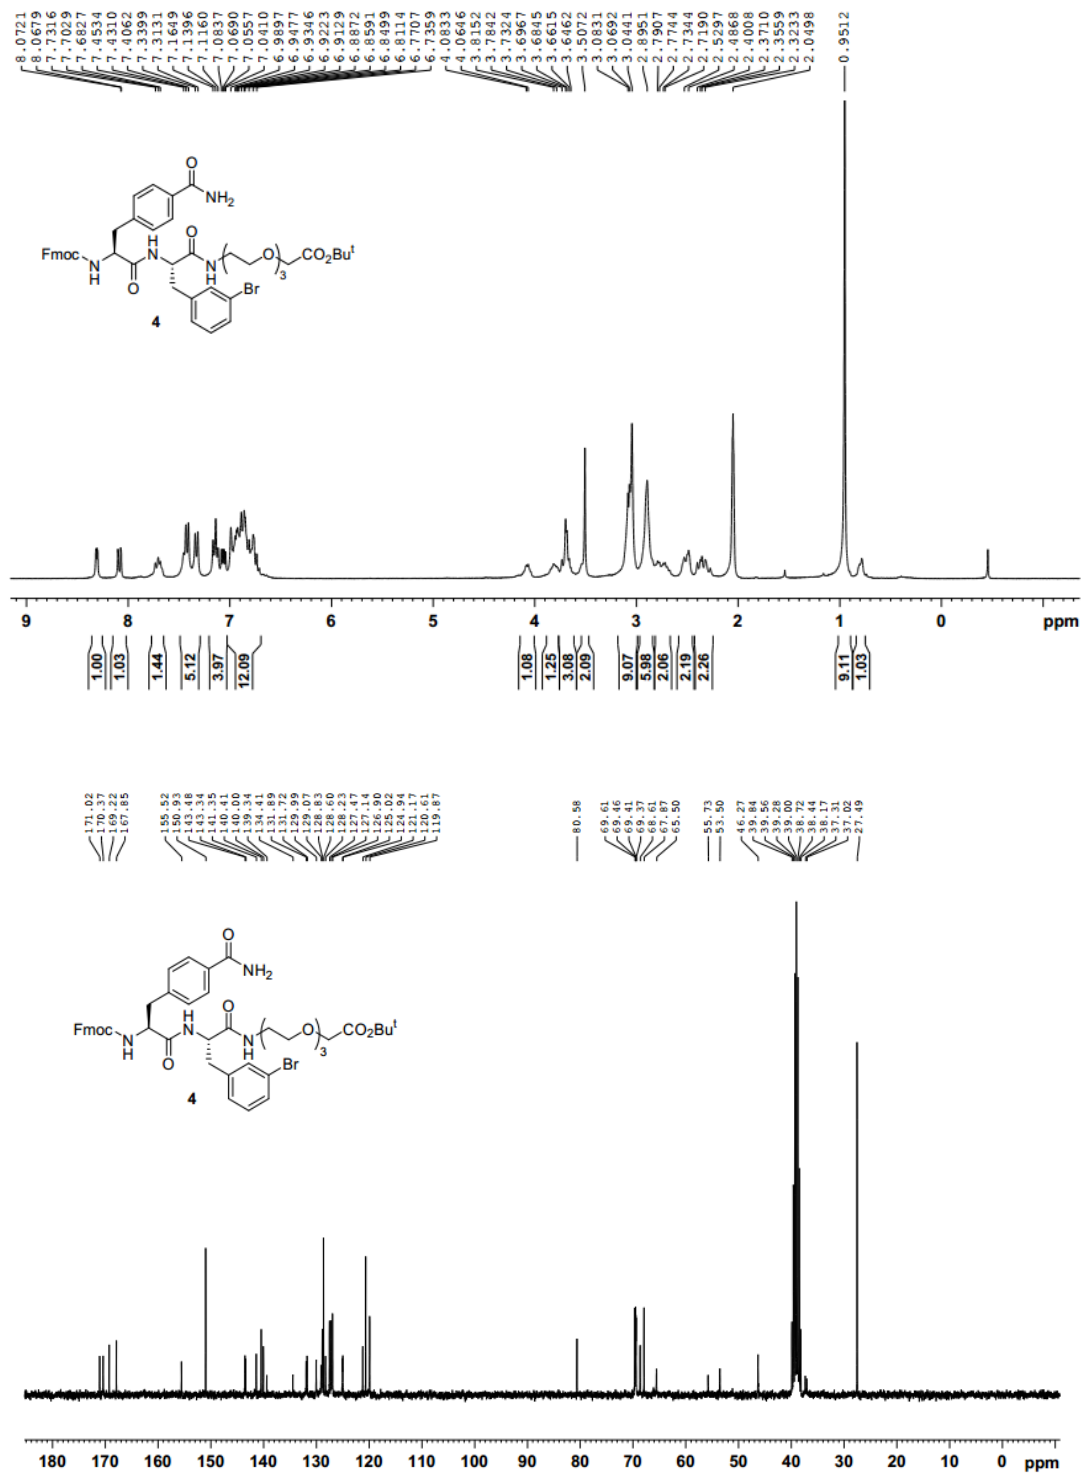 8.0721 8.0679 7.7316 7.7029 7.6827 7.4534 7.4310 7.4062 7.3399 7.3131 7.1649 7.1396 7.1160 7.0837 7.0690 7.0557 7.0410 6.9897 6.9477 6.9346 6.9223 6.9129 6.8872 6.8591 6.8499 6.8114 6.7707 6.7359 4.0833 4.0646 3.8152 3.7842 3.7324 3.6967 3.6845 3.6615 3.6462 3.5072 3.0831 3.0692 3.0441 2.8951 2.7907 2.7744 2.7344 2.7190 2.5297 2.4868 2.4008 2.3710 2.3559 2.3233 2.0498 0.9512
O
NH2
H
N
O
Fmoc
N
H
O
N
H
O
3
CO2But
Br
4
9 8 7 6 5 4 3 2 1 0 ppm
1.00 1.03 1.44 5.12 3.97 12.09 1.08 1.25 3.08 2.09 9.07 5.98 2.06 2.19 2.26 9.11 1.03
171.02 170.37 169.22 167.85 155.52 150.93 143.48 143.34 141.35 140.41 140.00 139.34 134.41 131.89 131.72 129.99 129.07 128.83 128.60 128.23 127.47 127.14 126.90 125.02 124.94 121.17 120.61 119.87 80.58 69.61 69.46 69.41 69.37 68.61 67.87 65.50 55.73 53.50 46.27 39.84 39.56 39.28 39.00 38.72 38.44 38.17 37.31 37.02 27.49
O
NH2
H
N
O
Fmoc
N
H
O
N
H
O
3
CO2But
Br
4
180 170 160 150 140 130 120 110 100 90 80 70 60 50 40 30 20 10 0 ppm